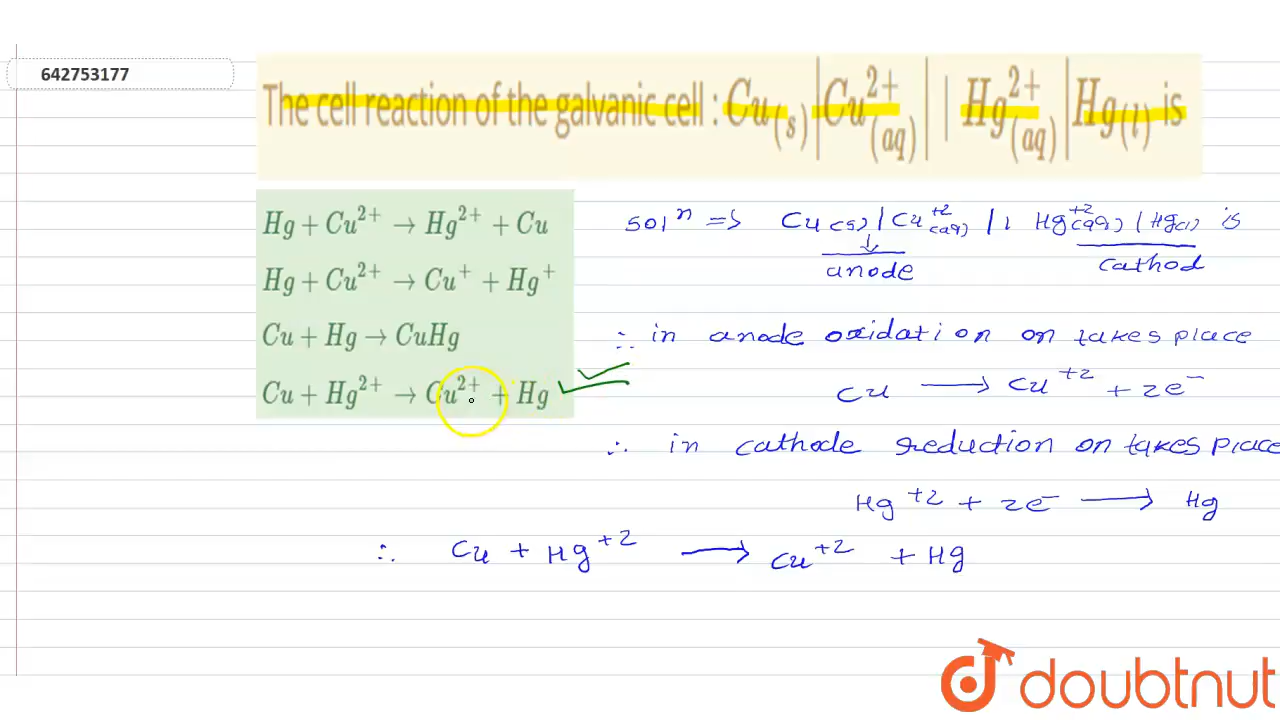 642753177
The cell reaction of the galvanic cell : Cu(s)|Cu²⁺(aq)| | Hg²⁺(aq)|Hg(l) is
Hg + Cu²⁺ → Hg²⁺ + Cu
Hg + Cu²⁺ → Cu⁺ + Hg⁺
Cu + Hg → CuHg
Cu + Hg²⁺ → Cu²⁺ + Hg
Solⁿ => Cu(s)/Cu⁺²(aq) // Hg⁺²(aq)/Hg(l) is
anode cathod
∴ in anode oxidation on takes place
Cu → Cu⁺² + 2e⁻
∴ in cathode reduction on takes place
Hg⁺² + 2e⁻ → Hg
∴ Cu + Hg⁺² → Cu⁺² + Hg
doubtnut